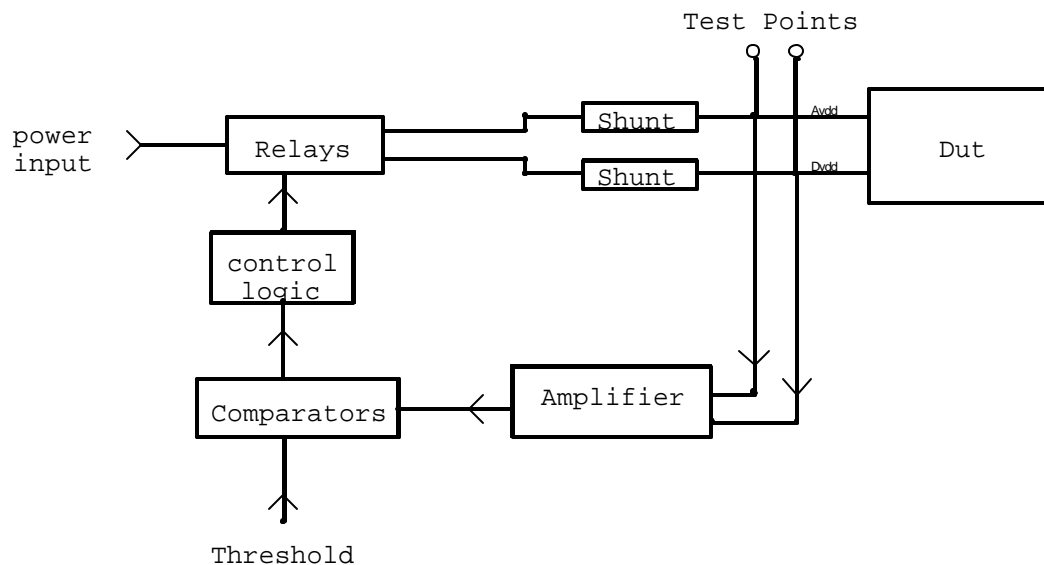 Test Points
power
input
Relays
Shunt
Shunt
Avdd
Dvdd
Dut
control
logic
Comparators
Amplifier
Threshold